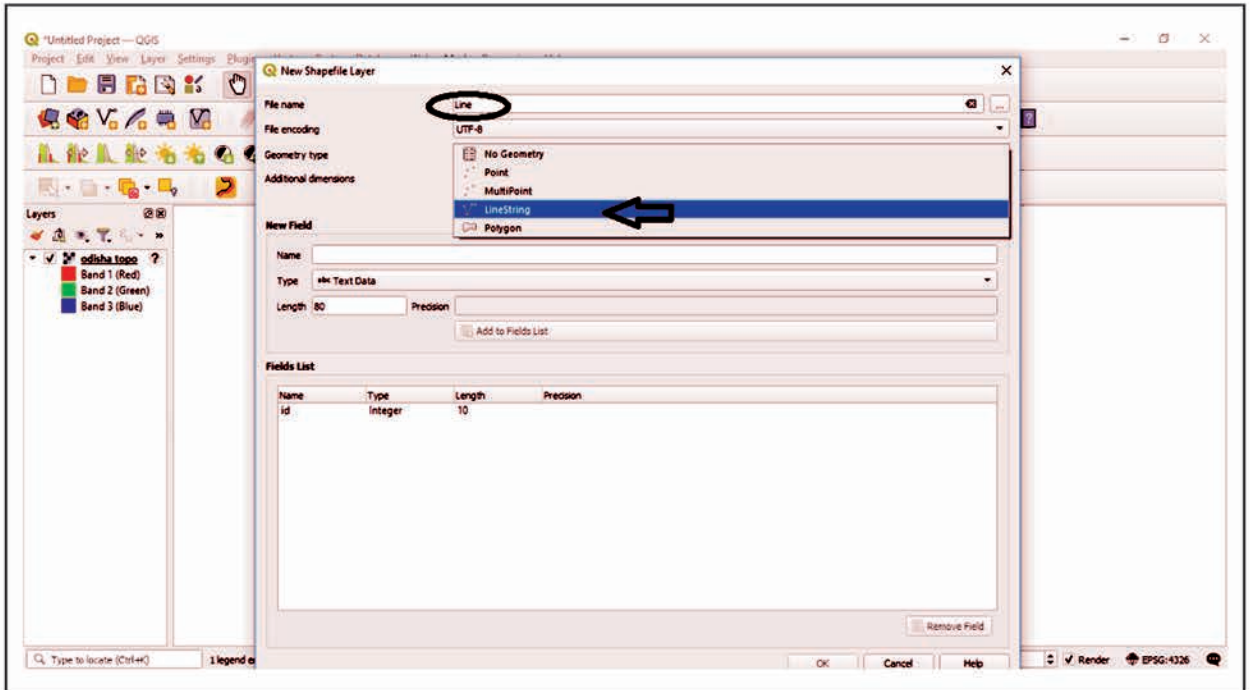 *Untitled Project — QGIS
Project Edit View Layer Settings
New Shapefile Layer
File name Line ...
File encoding UTF-8
Geometry type
No Geometry
Point
Additional dimensions
MultiPoint
LineString
Polygon
New Field
Name
Type abc Text Data
Length 80 Precision
Add to Fields List
Fields List
Name Type Length Precision
id Integer 10
Remove Field
OK Cancel Help
Layers
odisha topo ?
Band 1 (Red)
Band 2 (Green)
Band 3 (Blue)
Type to locate (Ctrl+K) 1 legend Render EPSG:4326